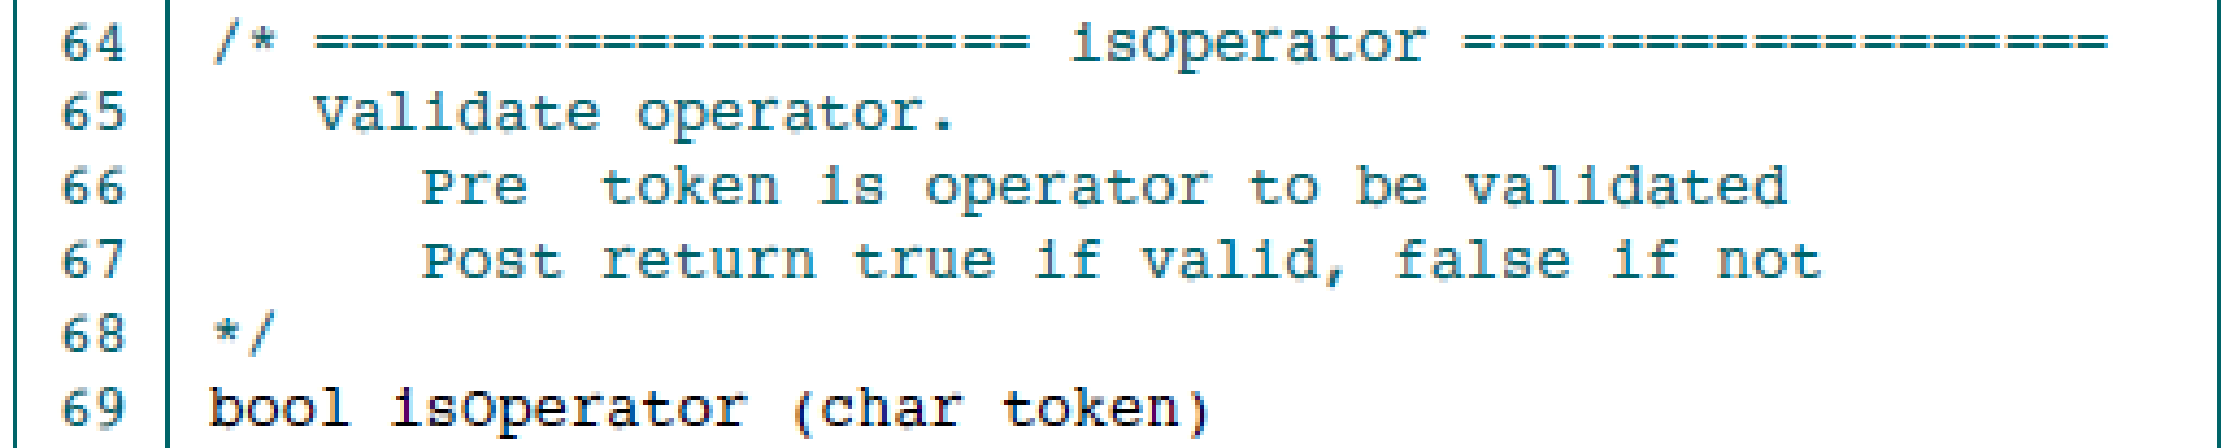 64 /* ==================== isOperator ==================
65    Validate operator.
66       Pre  token is operator to be validated
67       Post return true if valid, false if not
68 */
69 bool isOperator (char token)